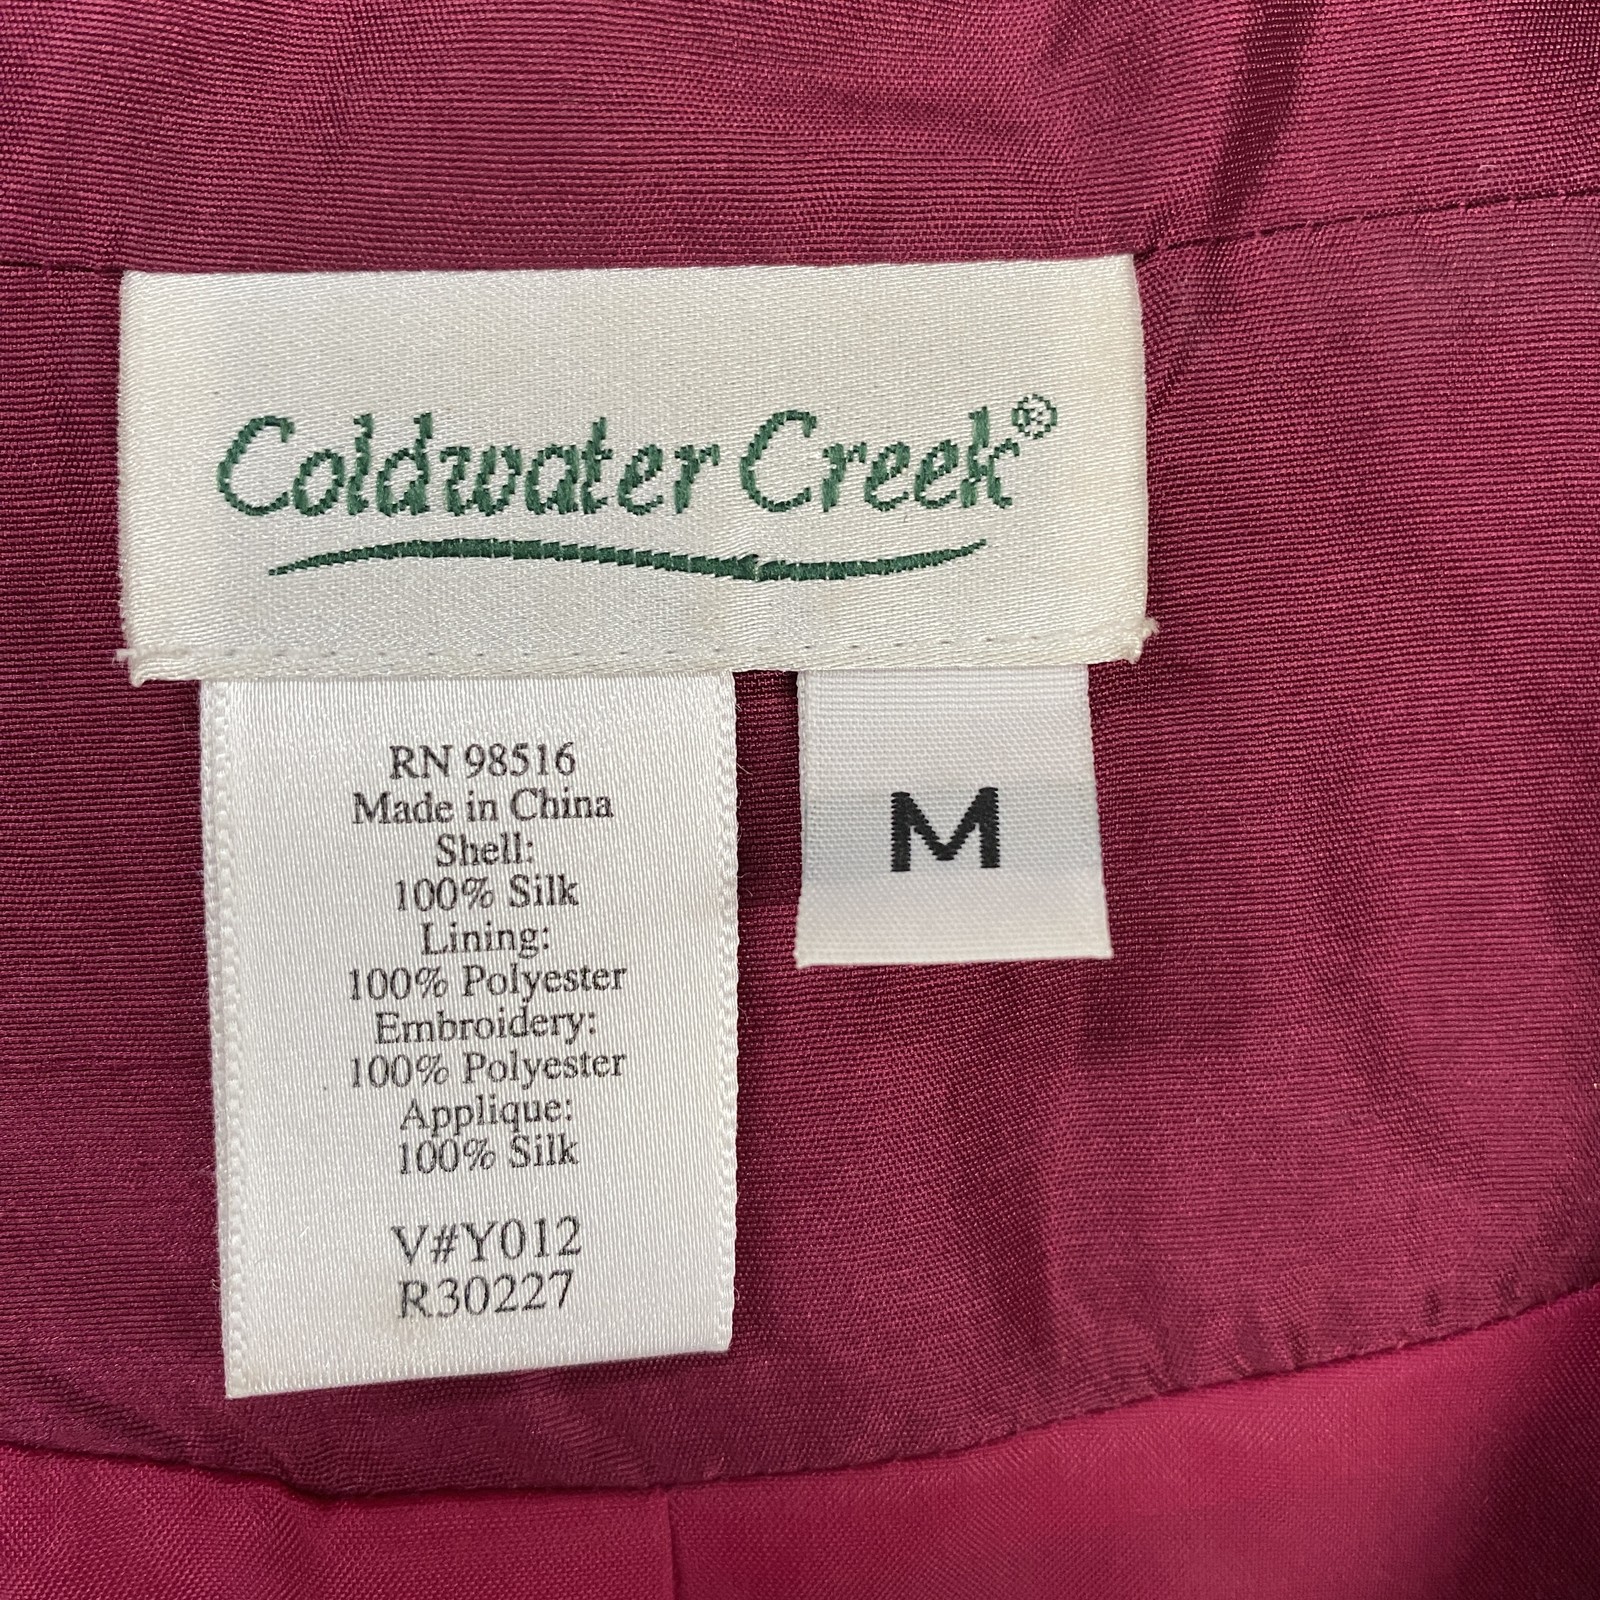 Coldwater Creek®
RN 98516
Made in China
Shell:
100% Silk
Lining:
100% Polyester
Embroidery:
100% Polyester
Applique:
100% Silk
V#Y012
R30227
M